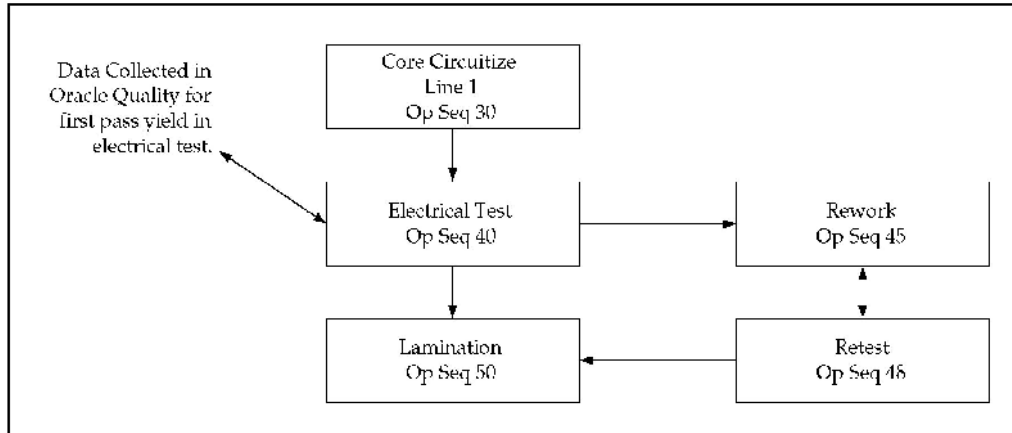 Data Collected in
Oracle Quality for
first pass yield in
electrical test.
Core Circuitize
Line 1
Op Seq 30
Electrical Test
Op Seq 40
Rework
Op Seq 45
Lamination
Op Seq 50
Retest
Op Seq 48